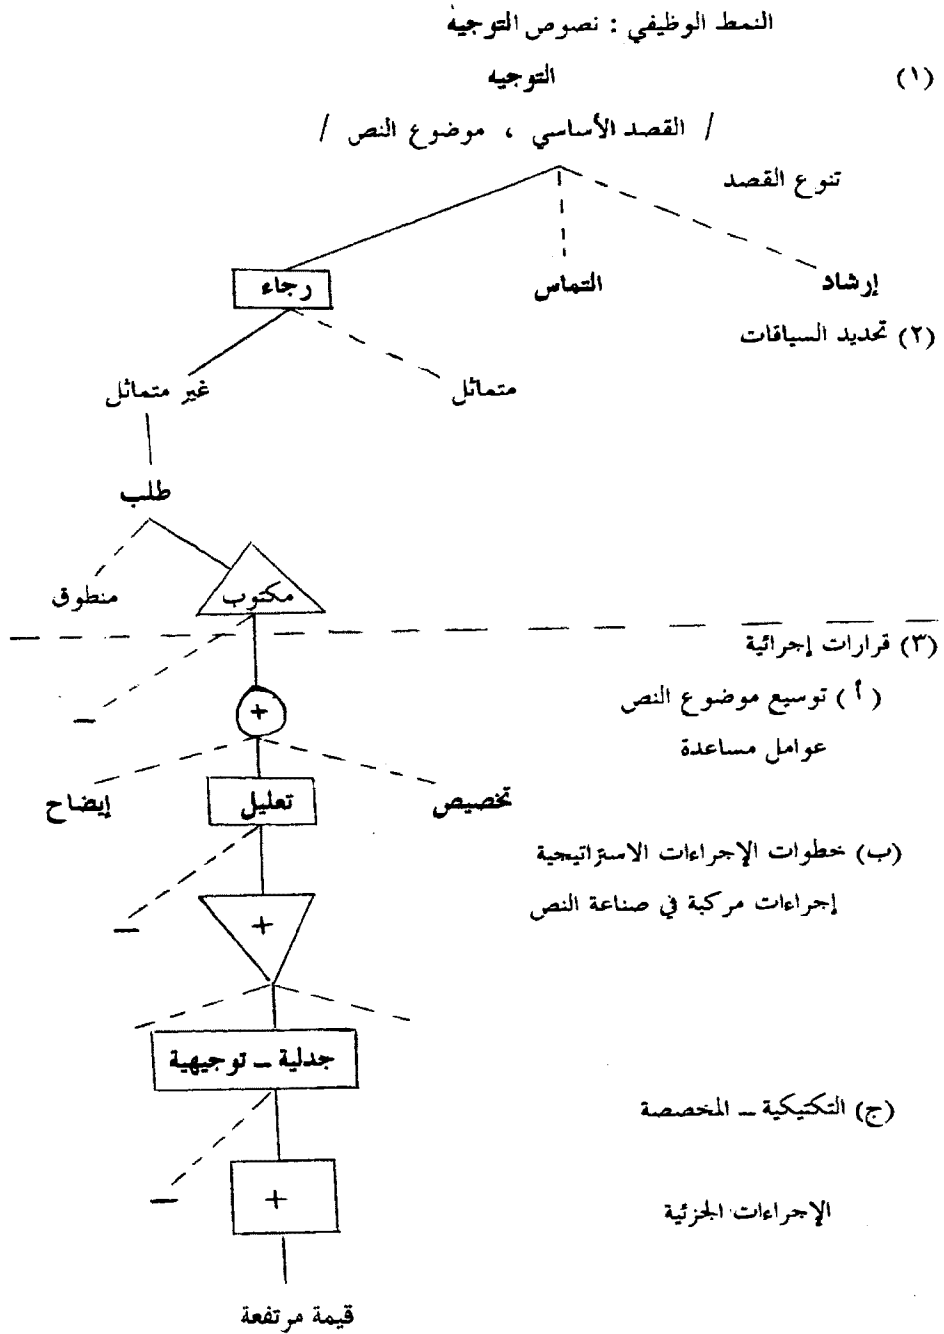 النمط الوظيفي : نصوص التوجيه
(١) التوجيه
/ القصد الأساسي ، موضوع النص /
تنوع القصد
إرشاد التماس رجاء
(٢) تحديد السياقات
متماثل غير متماثل
طلب
مكتوب منطوق
(٣) قرارات إجرائية
(أ) توسيع موضوع النص
+ –
عوامل مساعدة
تخصيص تعليل إيضاح
(ب) خطوات الإجراءات الاستراتيجية
إجراءات مركبة في صناعة النص
+ –
جدلية – توجيهية
(ج) التكتيكية – المخصصة
+ –
الإجراءات الجزئية
قيمة مرتفعة